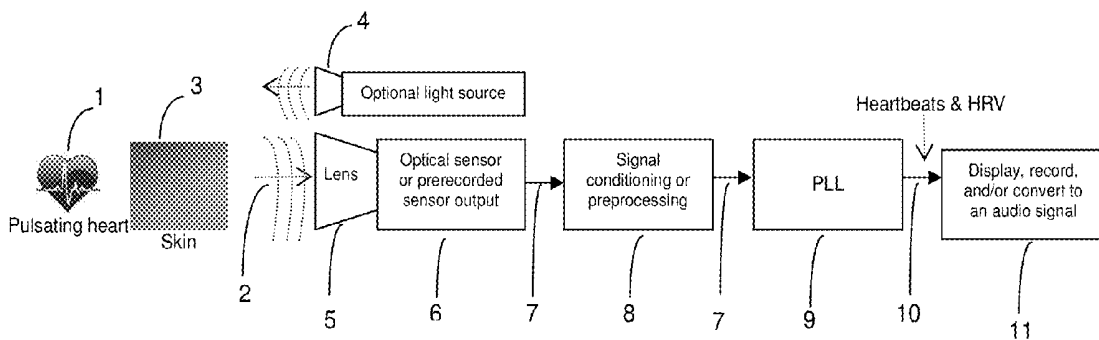 4
3
1
Optional light source
Heartbeats & HRV
Pulsating heart
Skin
Lens
Optical sensor
or prerecorded
sensor output
Signal
conditioning or
preprocessing
PLL
Display, record,
and/or convert to
an audio signal
2
5
6
7
8
7
9
10
11